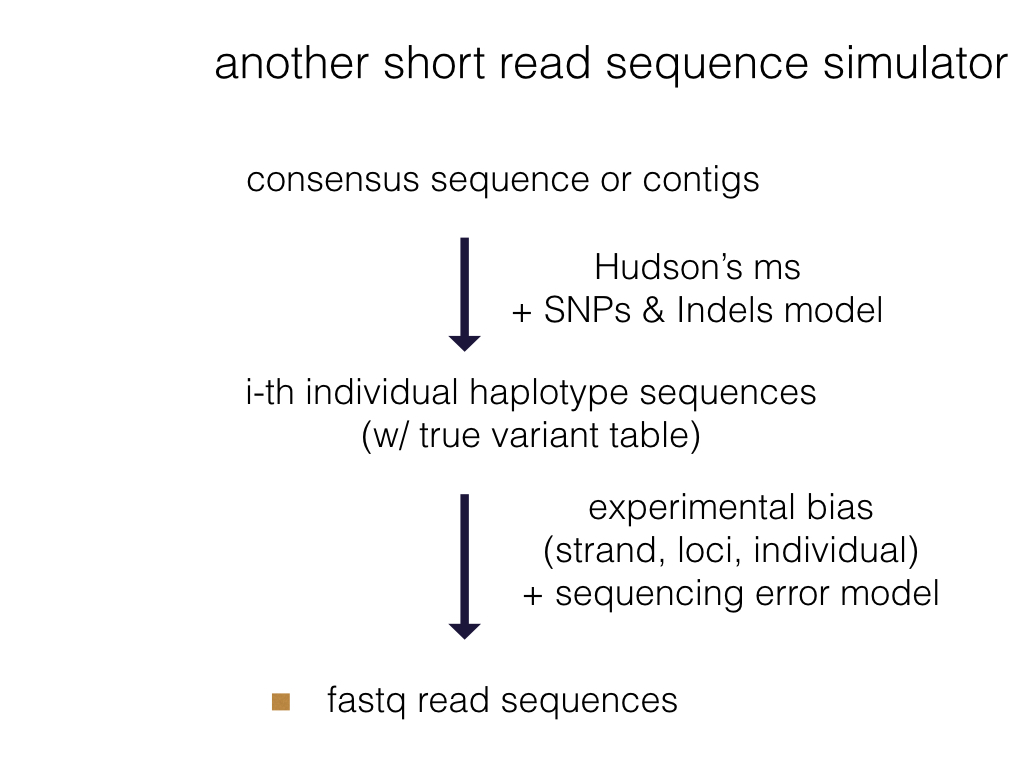 another short read sequence simulator
consensus sequence or contigs
Hudson’s ms
+ SNPs & Indels model
i-th individual haplotype sequences
(w/ true variant table)
experimental bias
(strand, loci, individual)
+ sequencing error model
fastq read sequences